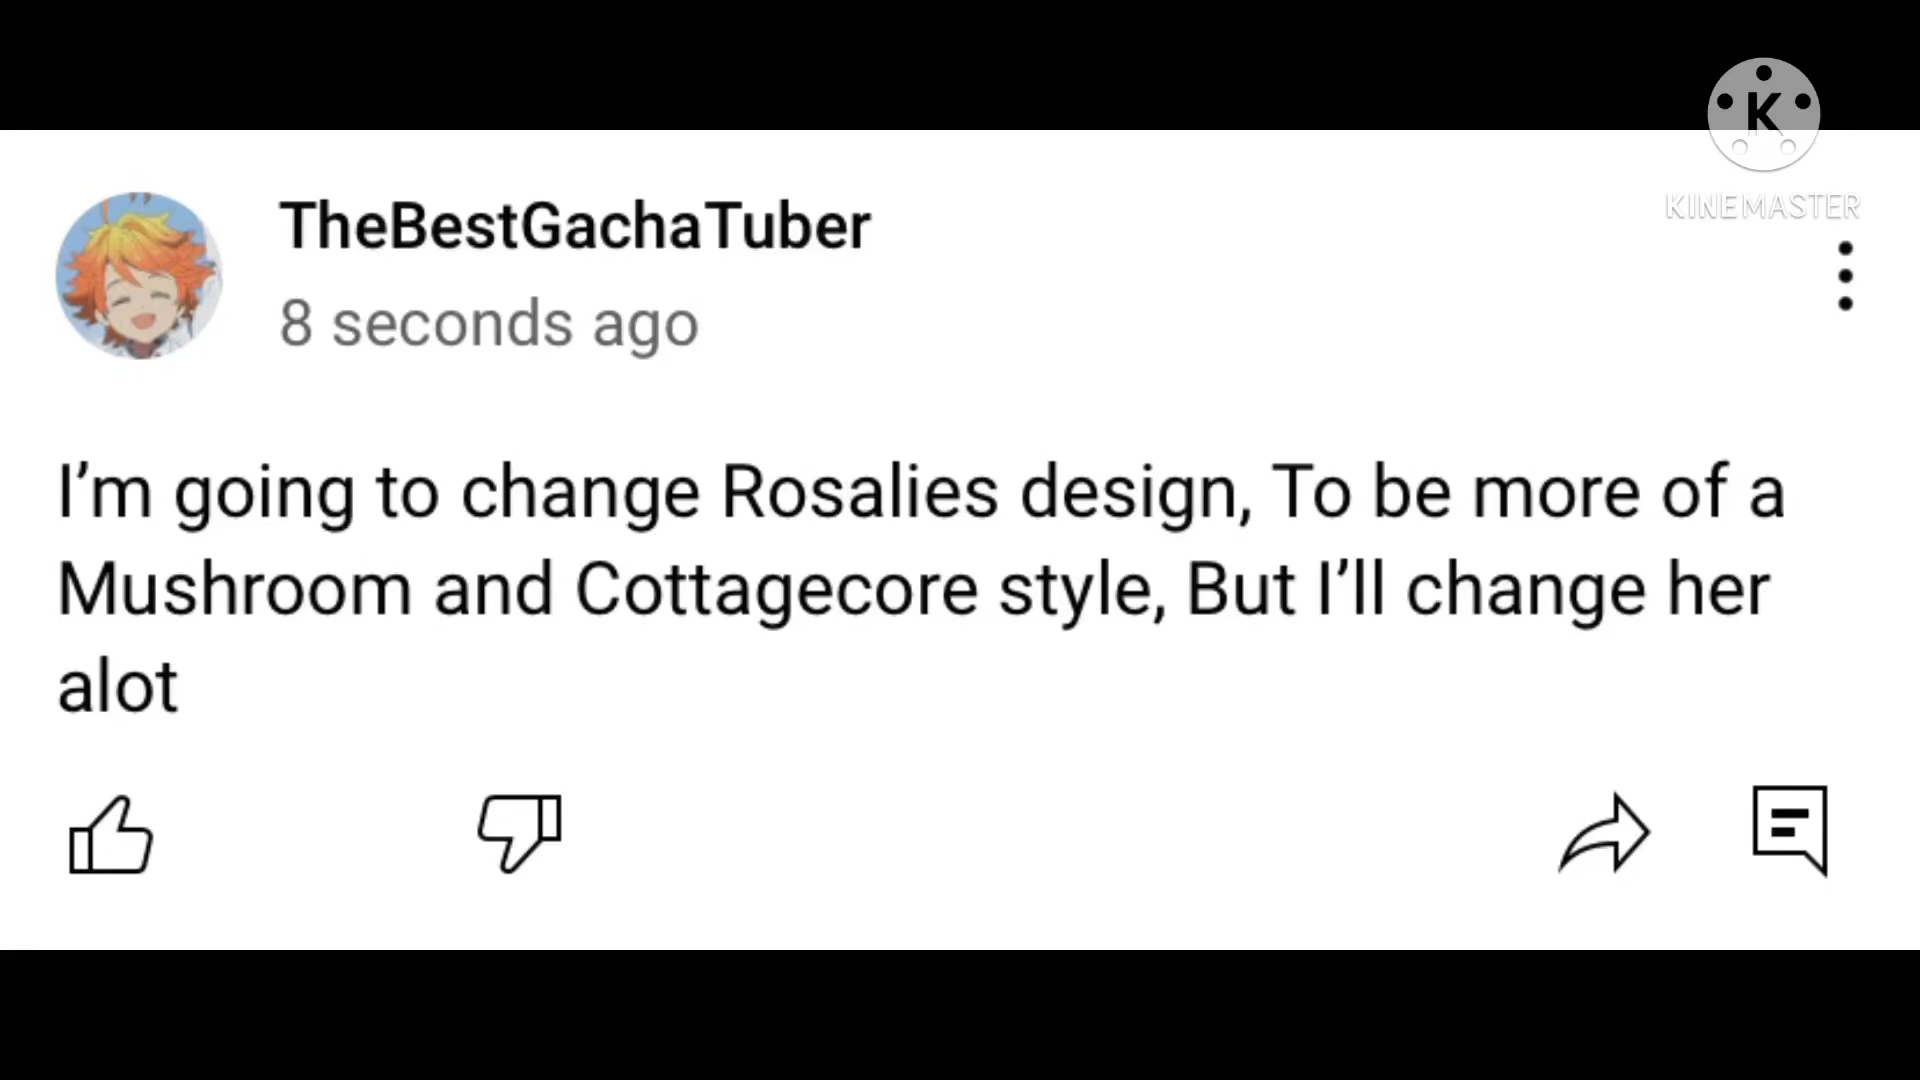 K
KINEMASTER
TheBestGachaTuber
8 seconds ago
I'm going to change Rosalies design, To be more of a
Mushroom and Cottagecore style, But I'll change her
alot